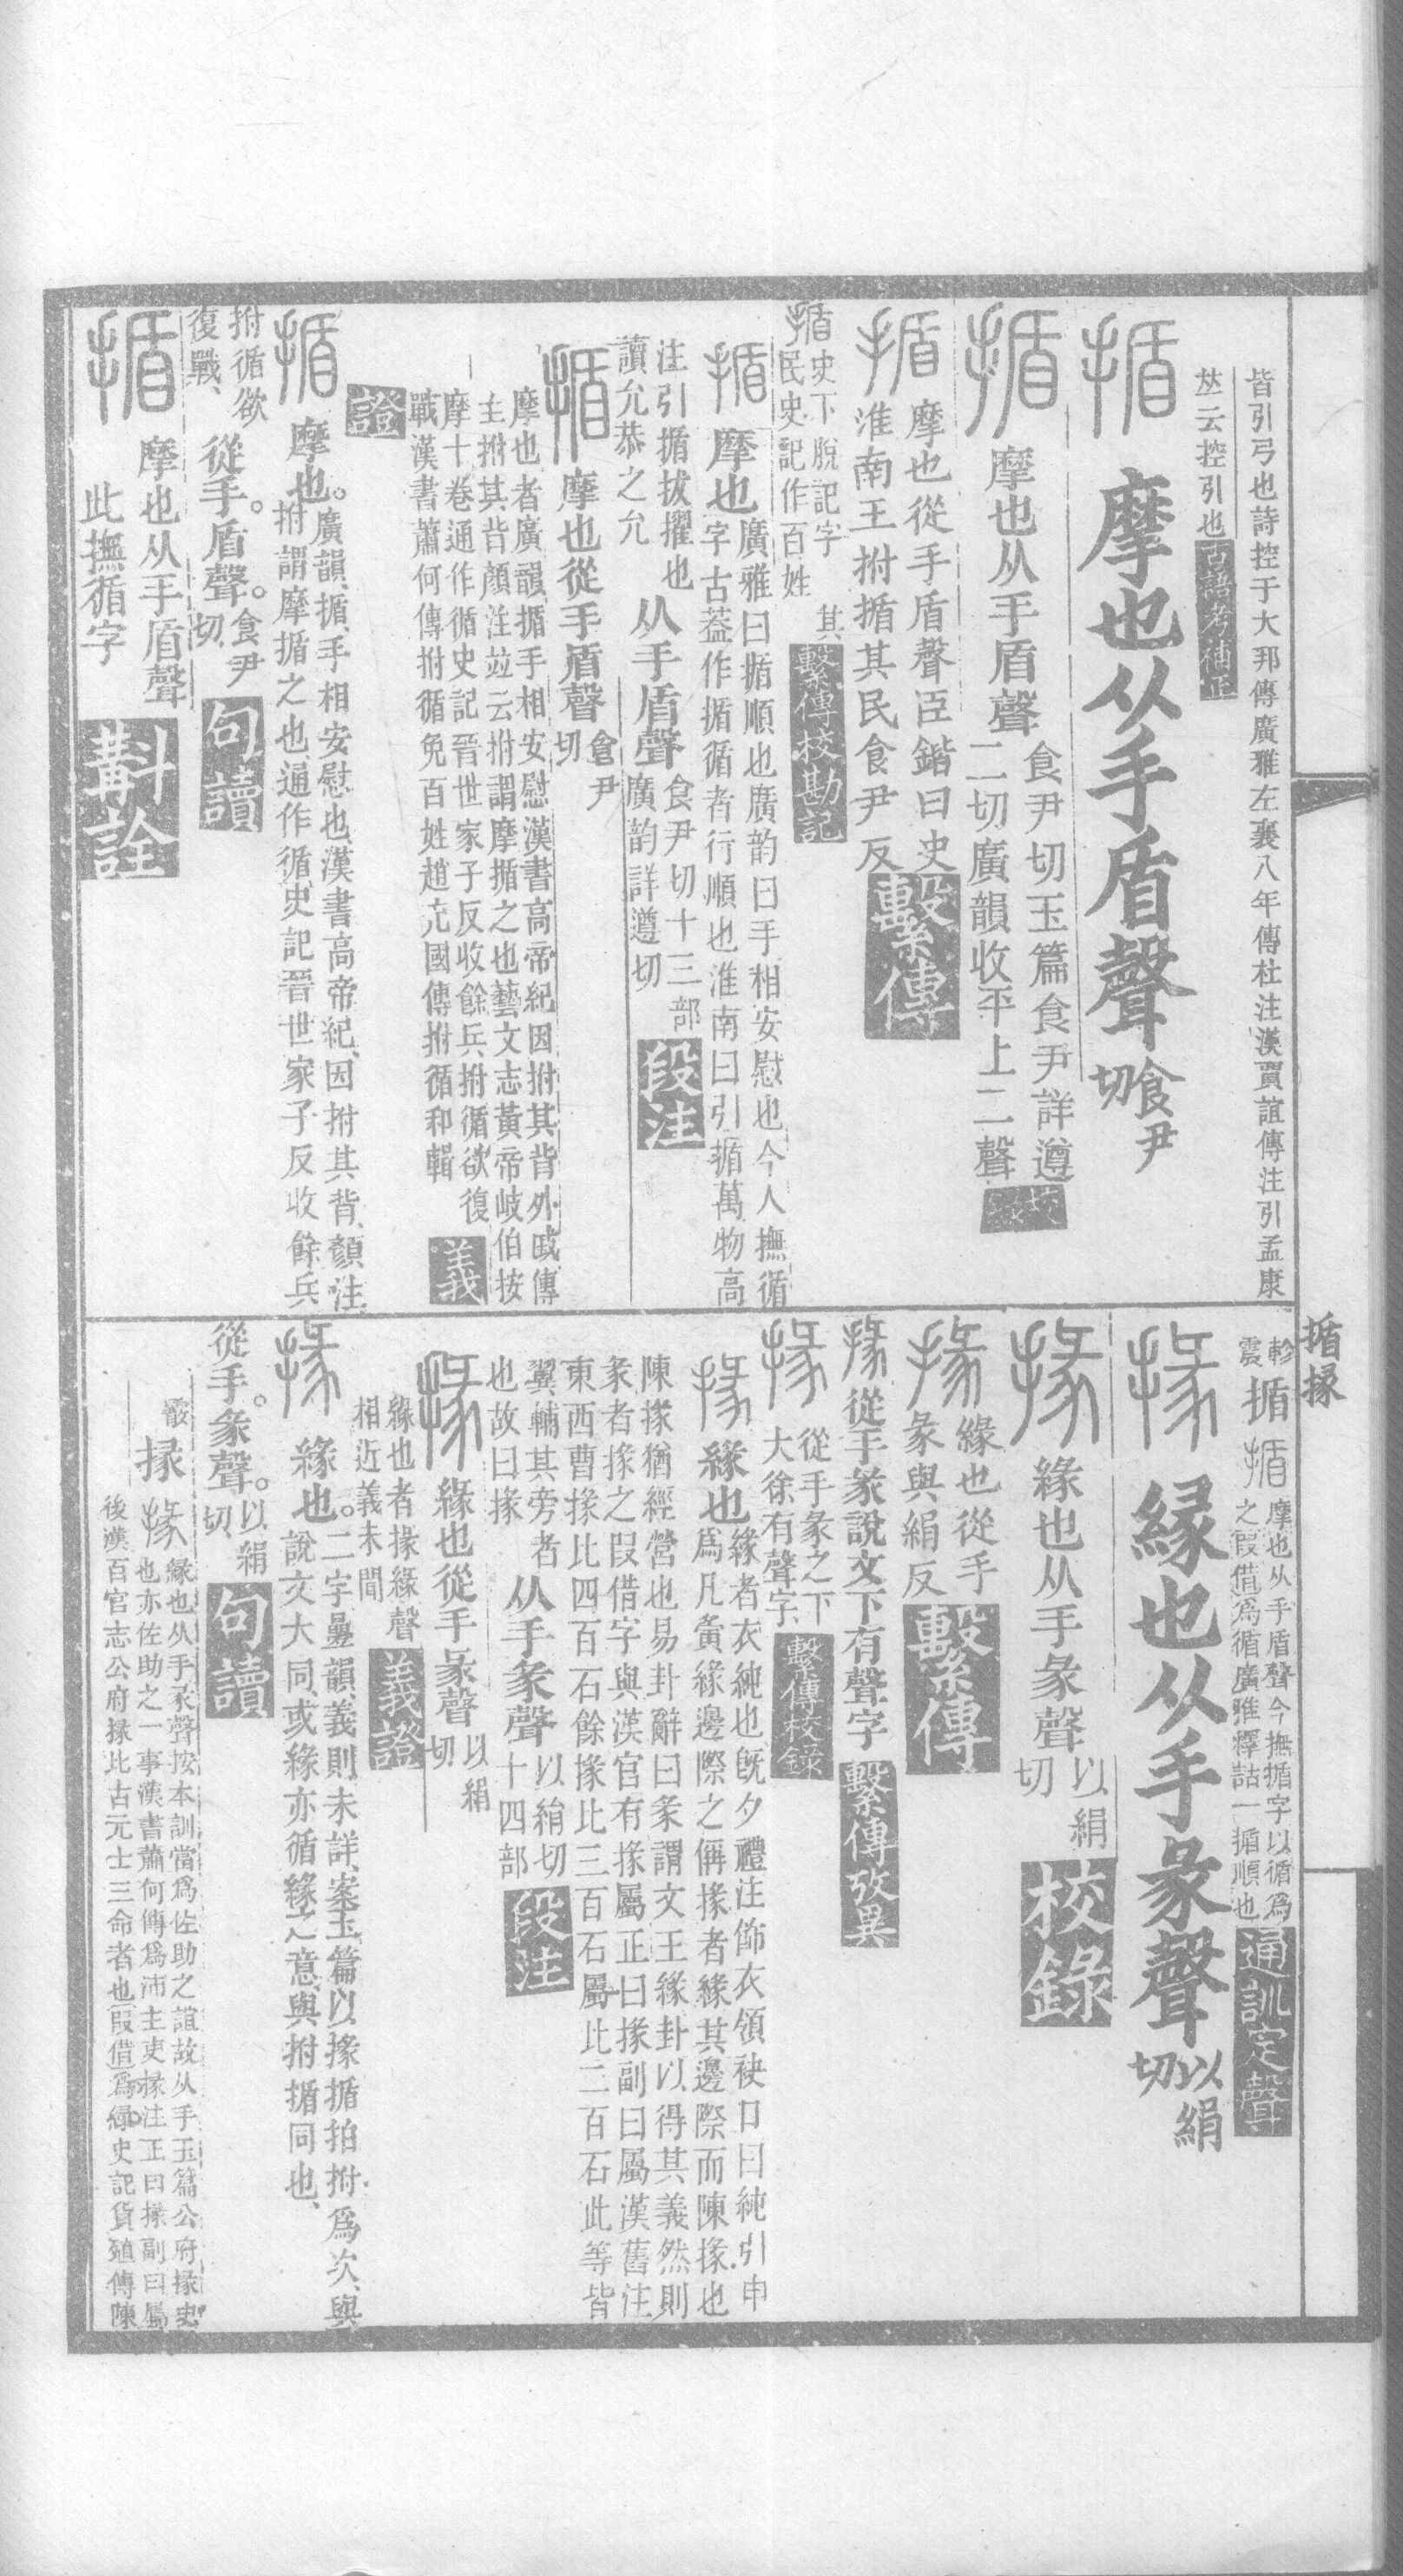 皆引弓也詩控于大邦傳廣雅左襄八年傳杜注漢賈誼傳注引孟康
竝云控引也古語考補正
揗 摩也从手盾聲食尹切
揗 摩也从手盾聲食尹切玉篇食尹詳遵
二切廣韻收平上二聲校錄
揗 摩也從手盾聲臣鍇曰史
淮南王拊揗其民食尹反繫傳
揗史下脫記字其
民史記作百姓繫傳校勘記
揗 摩也廣雅曰揗順也廣韵曰手相安慰也今人撫循
字古葢作揗循者行順也淮南曰引揗萬物高
注引揗拔擢也
讀允恭之允从手盾聲食尹切十三部
廣韵詳遵切段注
揗 摩也從手盾聲食尹切
摩也者廣韻揗手相安慰漢書高帝紀因拊其背外戚傳
主拊其背顏注竝云拊謂摩揗之也藝文志黃帝岐伯按
摩十卷通作循史記晉世家子反收餘兵拊循欲復
戰漢書蕭何傳拊循勉百姓趙充國傳拊循和輯義
證
揗 摩也。廣韻、揗、手相安慰也、漢書高帝紀、因拊其背、顏注、
拊謂摩揗之也、通作循、史記晉世家子反收餘兵、
拊循欲
復戰、從手。盾聲。食尹切句讀
揗 摩也从手盾聲
此撫循字斠詮
揗掾
軫
震 揗 揗 摩也从手盾聲今撫揗字以循爲
之叚借爲循廣雅釋詁一揗順也通訓定聲
掾 緣也从手彖聲以絹切
掾 緣也从手彖聲以絹切校錄
掾 緣也從手
彖與絹反繫傳
掾從手彖說文下有聲字繫傳攷異
掾 從手彖之下
大徐有聲字繫傳校錄
掾 緣也緣者衣純也旣夕禮注飾衣領袂口曰純引申
爲凡夤緣邊際之偁掾者緣其邊際而陳掾也
陳掾猶經營也易卦辭曰彖謂文王緣卦以得其義然則
彖者掾之叚借字與漢官有掾屬正曰掾副曰屬漢舊注
東西曹掾比四百石餘掾比三百石屬比二百石此等皆
翼輔其旁者
也故曰掾从手彖聲以絹切
十四部段注
掾 緣也從手彖聲以絹切
緣也者掾緣聲
相近義未閒義證
掾 緣也。二字疊韻、義則未詳、案玉篇以掾揗拍拊爲次、與
說文大同、或緣亦循緣之意、與拊揗同也、
從手。彖聲。以絹切句讀
霰 掾 掾 緣也从手彖聲按本訓當爲佐助之誼故从手玉篇公府掾史
也亦佐助之一事漢書蕭何傳爲沛主吏掾注正曰掾副曰屬
後漢百官志公府掾比古元士三命者也叚借爲緣史記貨殖傳陳